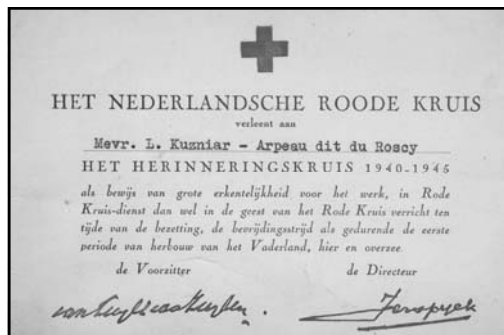 HET NEDERLANDSCHE ROODE KRUIS
verleent aan
Mevr. L. Kuzniar - Arpeau dit du Roscy
HET HERINNERINGSKRUIS 1940-1945
als bewijs van grote erkentelijkheid voor het werk, in Rode
Kruis-dienst dan wel in de geest van het Rode Kruis verricht ten
tijde van de bezetting, de bevrijdingsstrijd als gedurende de eerste
periode van herbouw van het Vaderland, hier en overzee.
de Voorzitter de Directeur